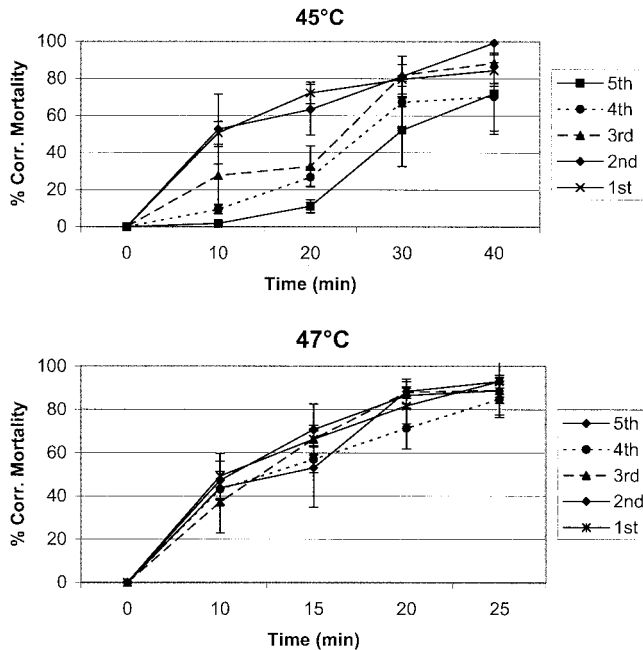 45°C
% Corr. Mortality
100
80
60
40
20
0
0 10 20 30 40
Time (min)
5th
4th
3rd
2nd
1st
47°C
% Corr. Mortality
100
80
60
40
20
0
0 10 15 20 25
Time (min)
5th
4th
3rd
2nd
1st